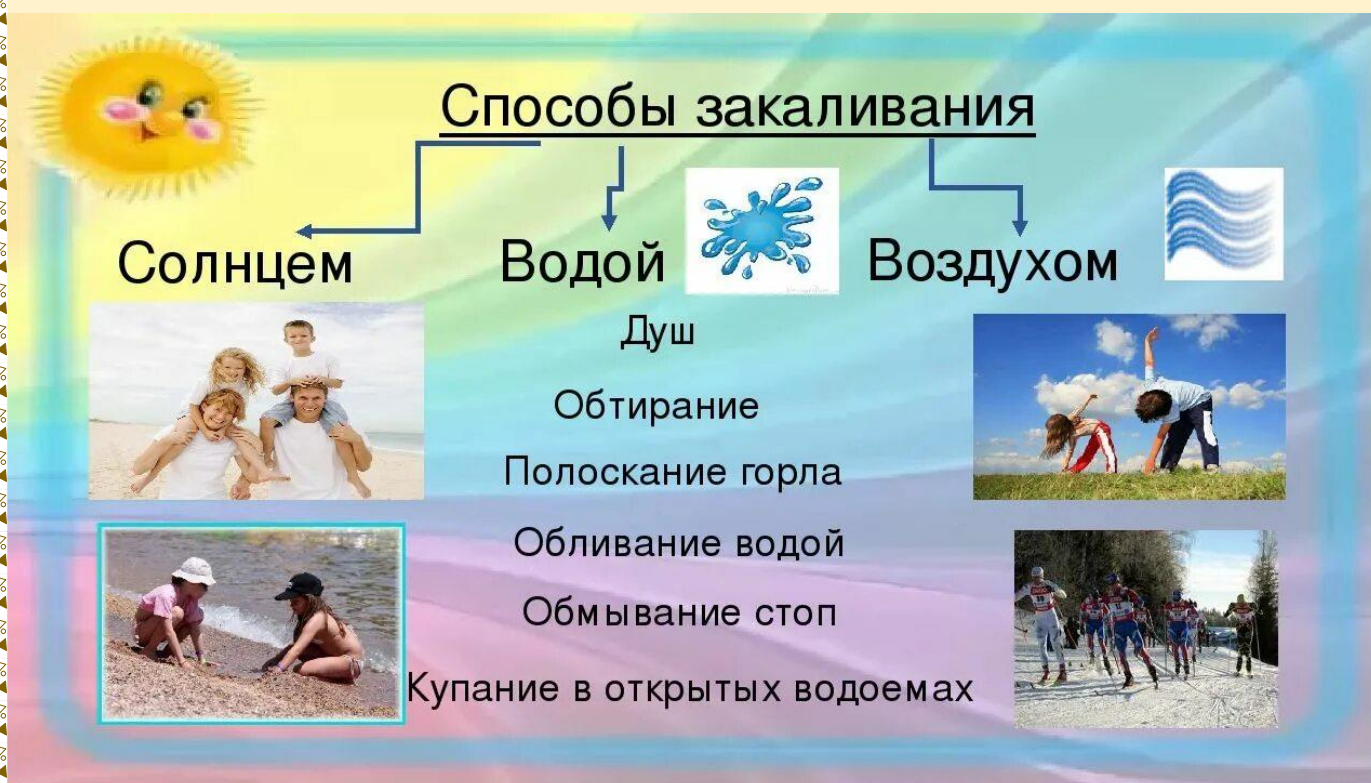 Способы закаливания
Солнцем
Водой
Воздухом
Душ
Обтирание
Полоскание горла
Обливание водой
Обмывание стоп
Купание в открытых водоемах